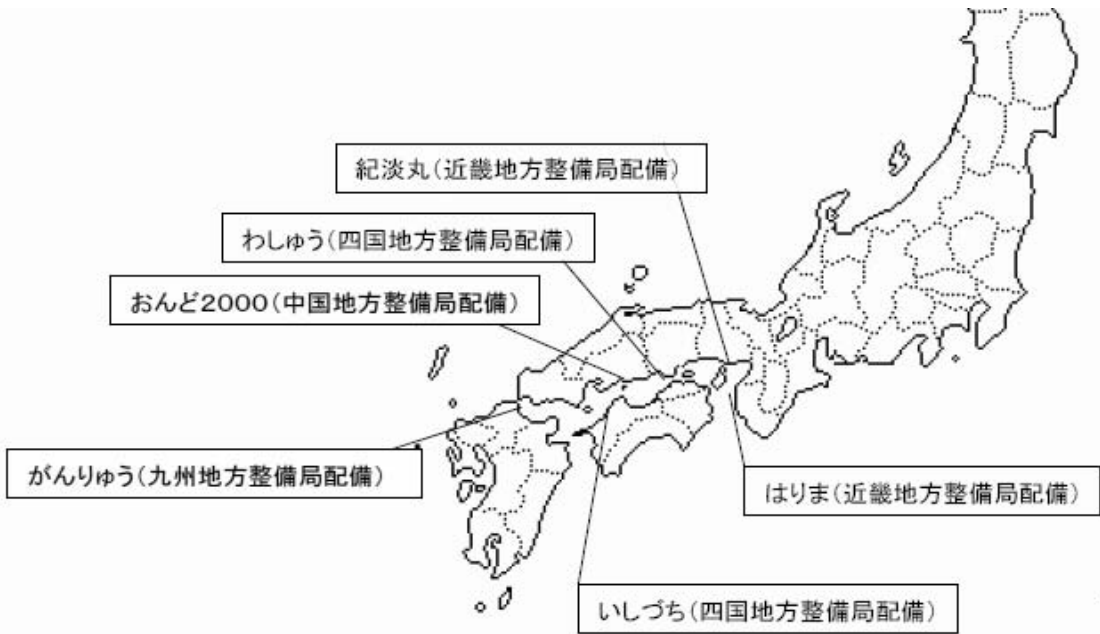 紀淡丸(近畿地方整備局配備)
わしゅう(四国地方整備局配備)
おんど2000(中国地方整備局配備)
がんりゅう(九州地方整備局配備)
はりま(近畿地方整備局配備)
いしづち(四国地方整備局配備)